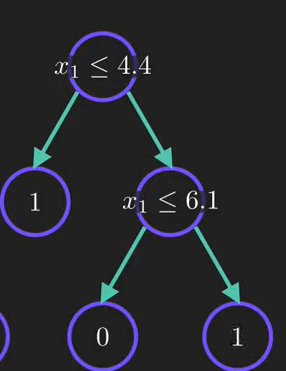 x₁ ≤ 4.4
1
x₁ ≤ 6.1
0
1